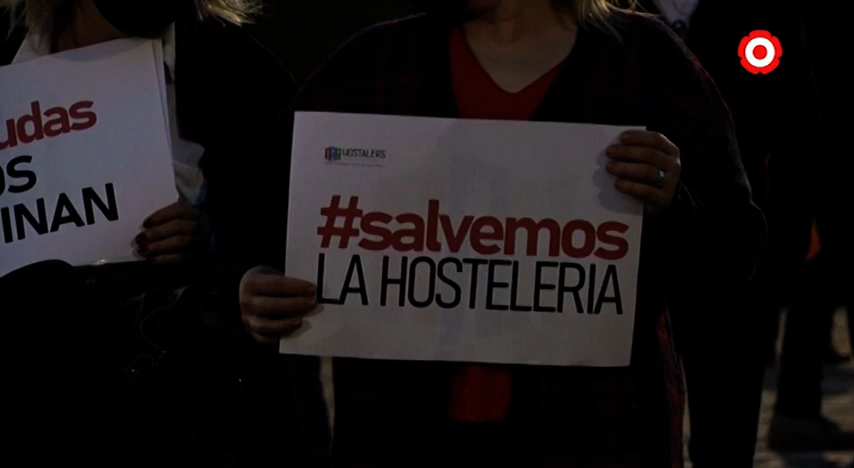 udas
OS
INAN
HOSTALERS
#salvemos
LA HOSTELERIA